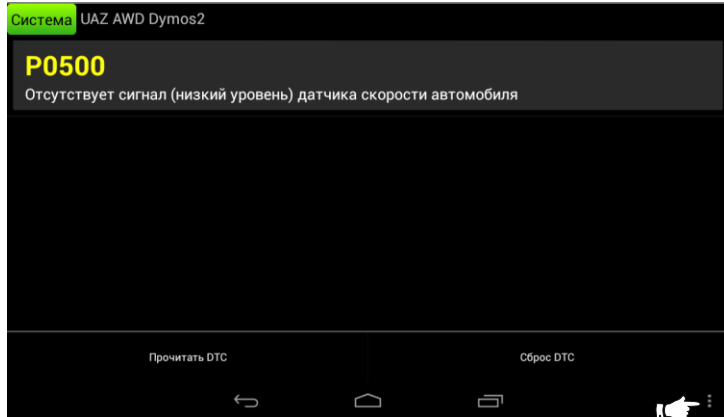 Система UAZ AWD Dymos2
P0500
Отсутствует сигнал (низкий уровень) датчика скорости автомобиля
Прочитать DTC Сброс DTC